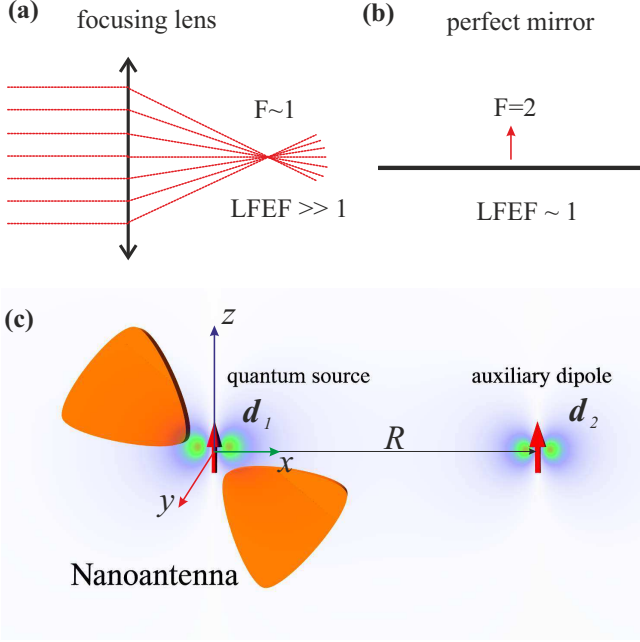 (a)
focusing lens
F~1
LFEF >> 1
(b)
perfect mirror
F=2
LFEF ~ 1
(c)
z
quantum source
auxiliary dipole
d1
d2
R
x
y
Nanoantenna